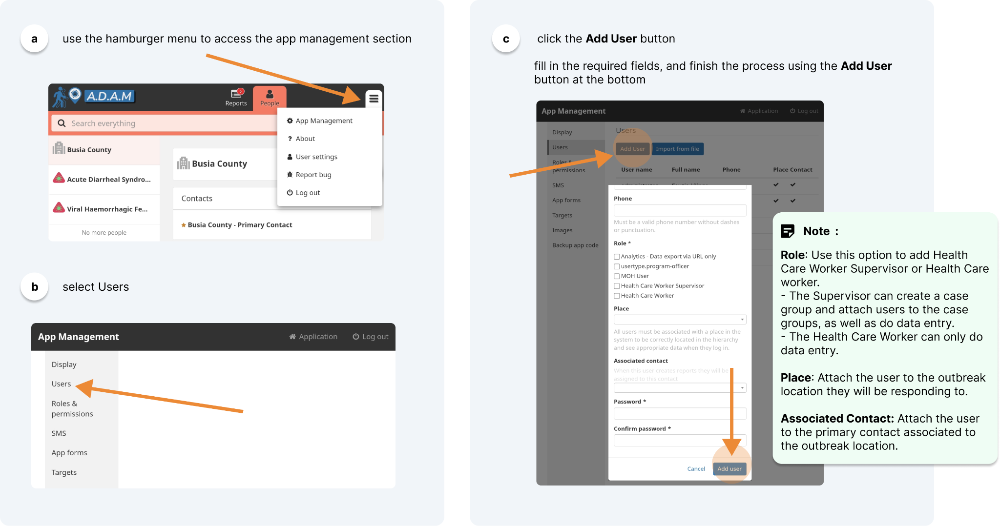 a
use the hamburger menu to access the app management section
A.D.A.M
6
Reports
People
Search everything
App Management
? About
User settings
Report bug
Log out
Busia County
Acute Diarrheal Syndro...
Viral Haemorrhagic Fe...
No more people
Busia County
Contacts
Busia County - Primary Contact
b
select Users
App Management
Application
Log out
Display
Users
Roles &
permissions
SMS
App forms
Targets
c
click the Add User button
fill in the required fields, and finish the process using the Add User
button at the bottom
App Management
Application
Log out
Display
Users
Roles &
permissions
SMS
App forms
Targets
Images
Backup app code
Users
Add User
Import from file
User name Full name Phone Place Contact
Phone
Must be a valid phone number without dashes
or punctuation.
Role *
Analytics - Data export via URL only
usertype.program-officer
MOH User
Health Care Worker Supervisor
Health Care Worker
Place
All users must be associated with a place in the
system to be correctly located in the hierarchy
and see appropriate data when they log in.
Associated contact
When this user creates reports they will be
assigned to this contact
Password *
Confirm password *
Cancel
Add user
Note :
Role: Use this option to add Health
Care Worker Supervisor or Health Care
worker.
- The Supervisor can create a case
group and attach users to the case
groups, as well as do data entry.
- The Health Care Worker can only do
data entry.
Place: Attach the user to the outbreak
location they will be responding to.
Associated Contact: Attach the user
to the primary contact associated to
the outbreak location.